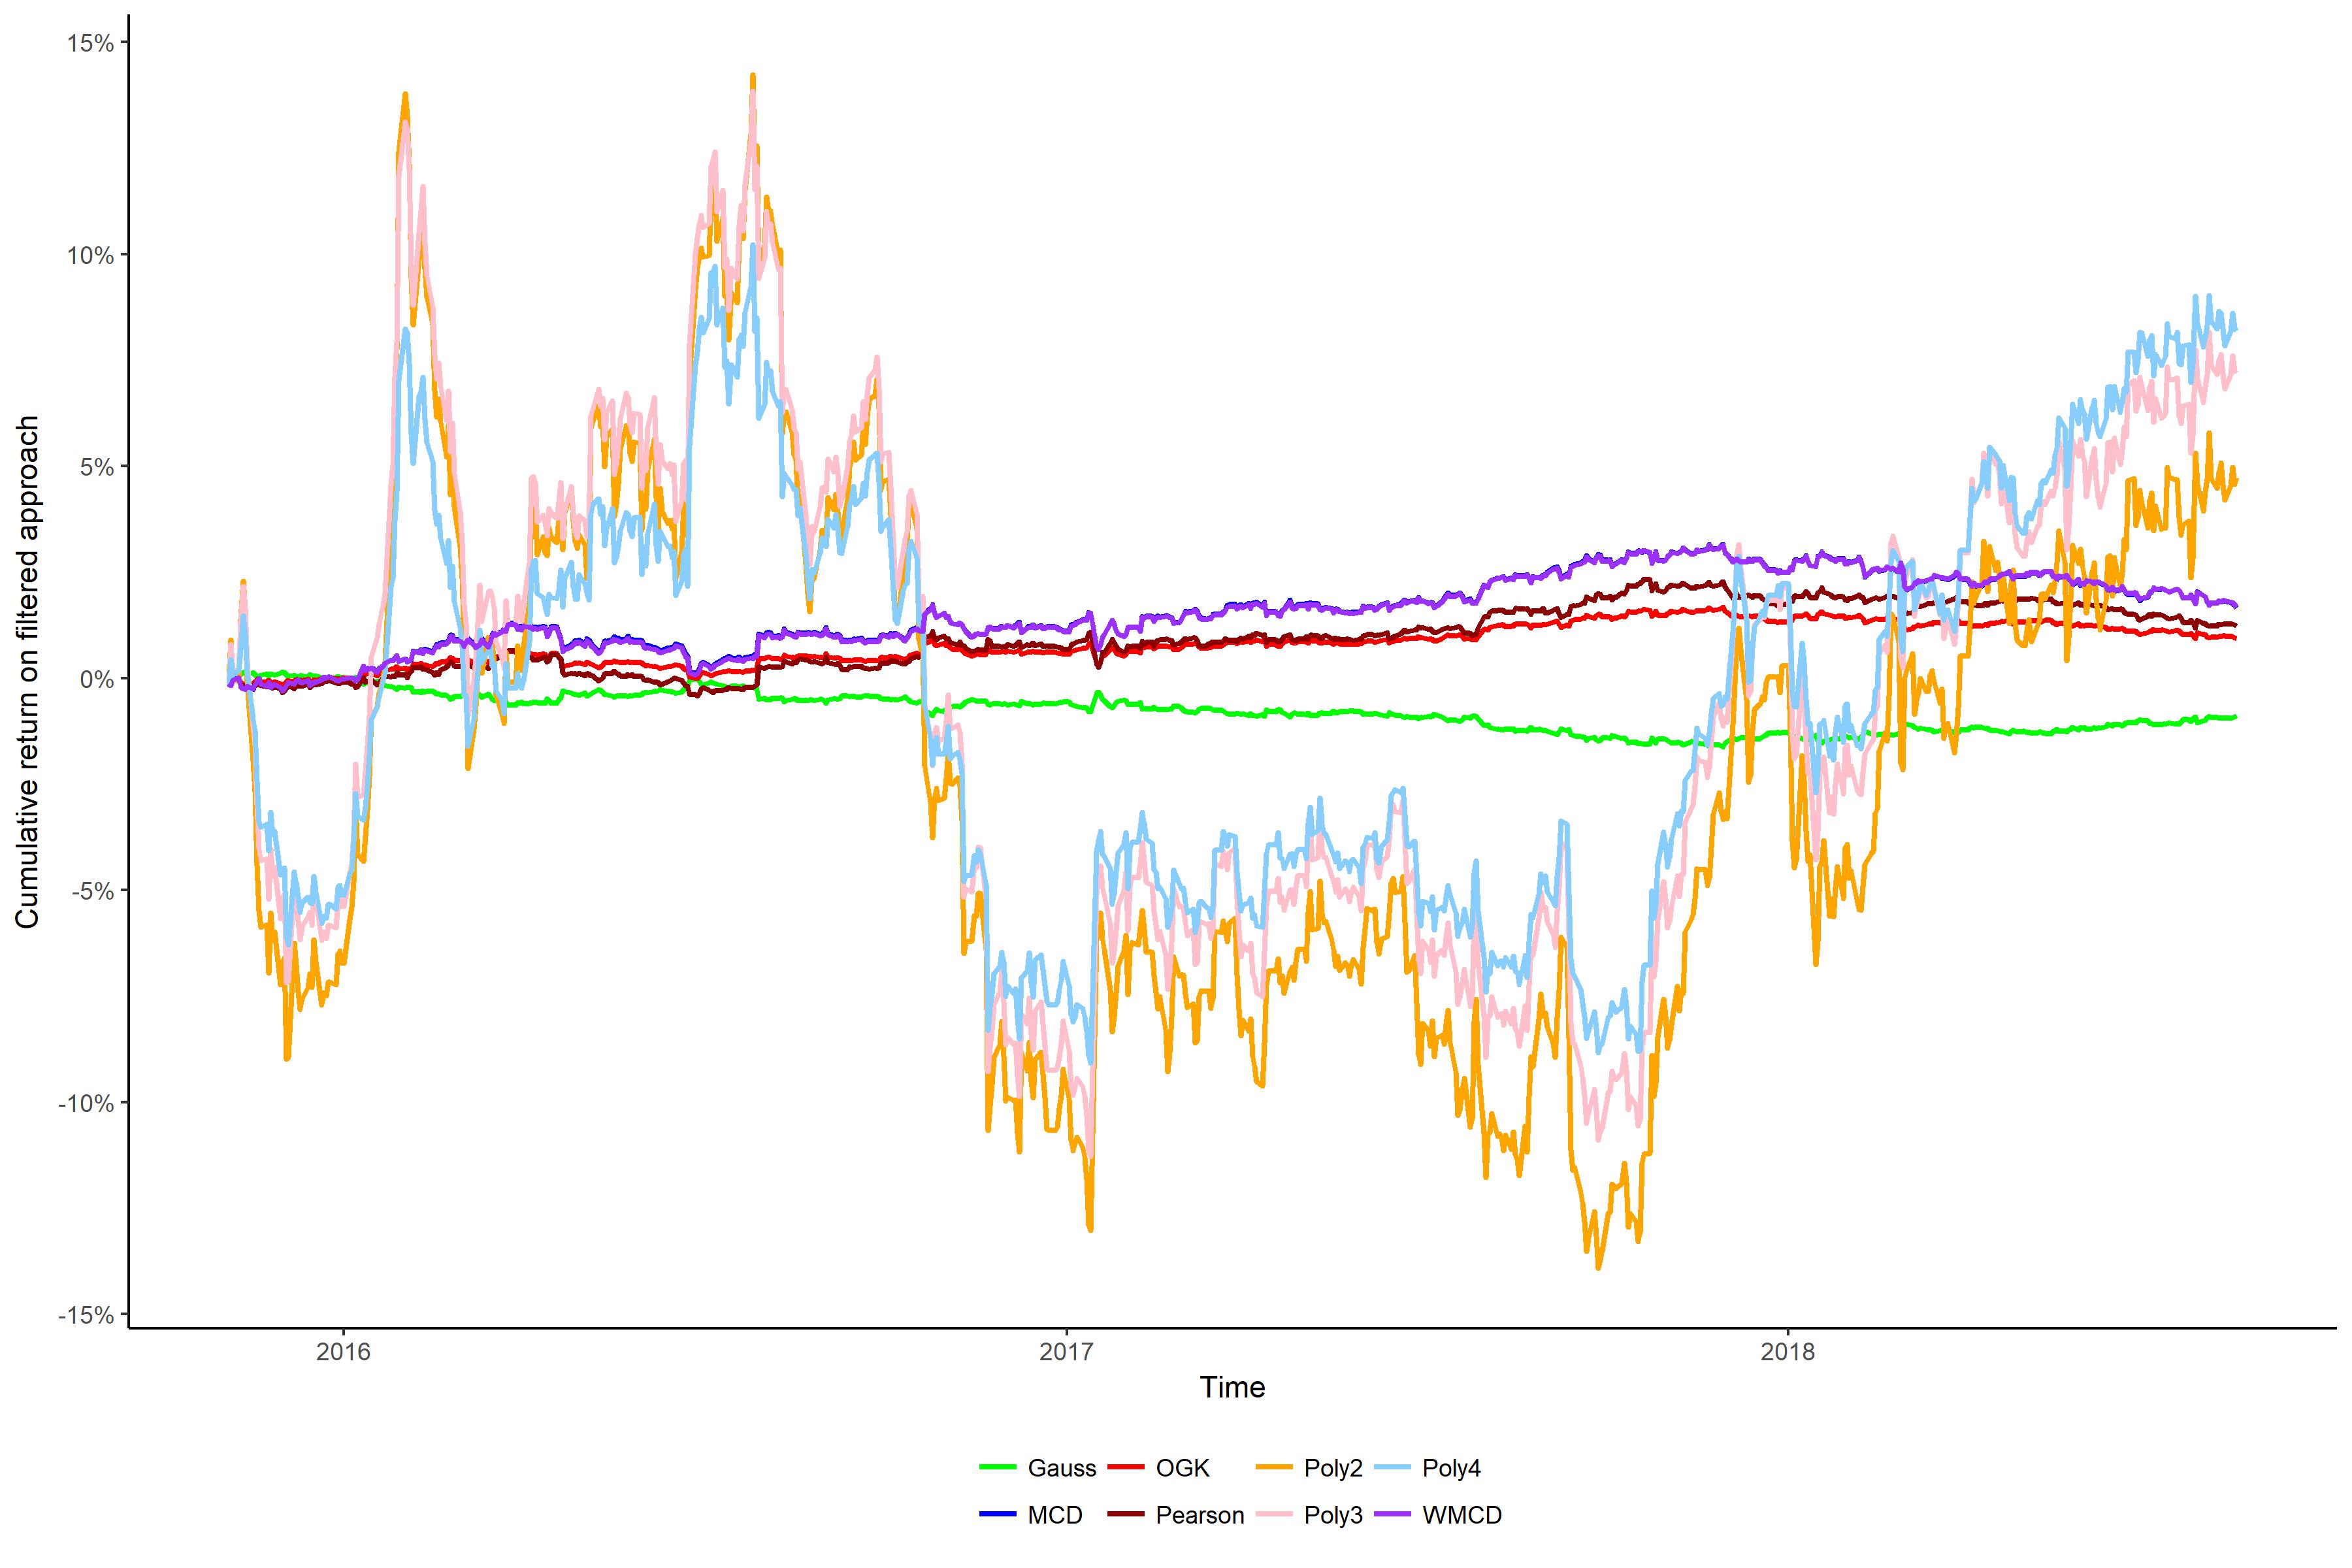 15%
10%
5%
0%
-5%
-10%
-15%
Cumulative return on filtered approach
2016 2017 2018
Time
Gauss OGK Poly2 Poly4
MCD Pearson Poly3 WMCD